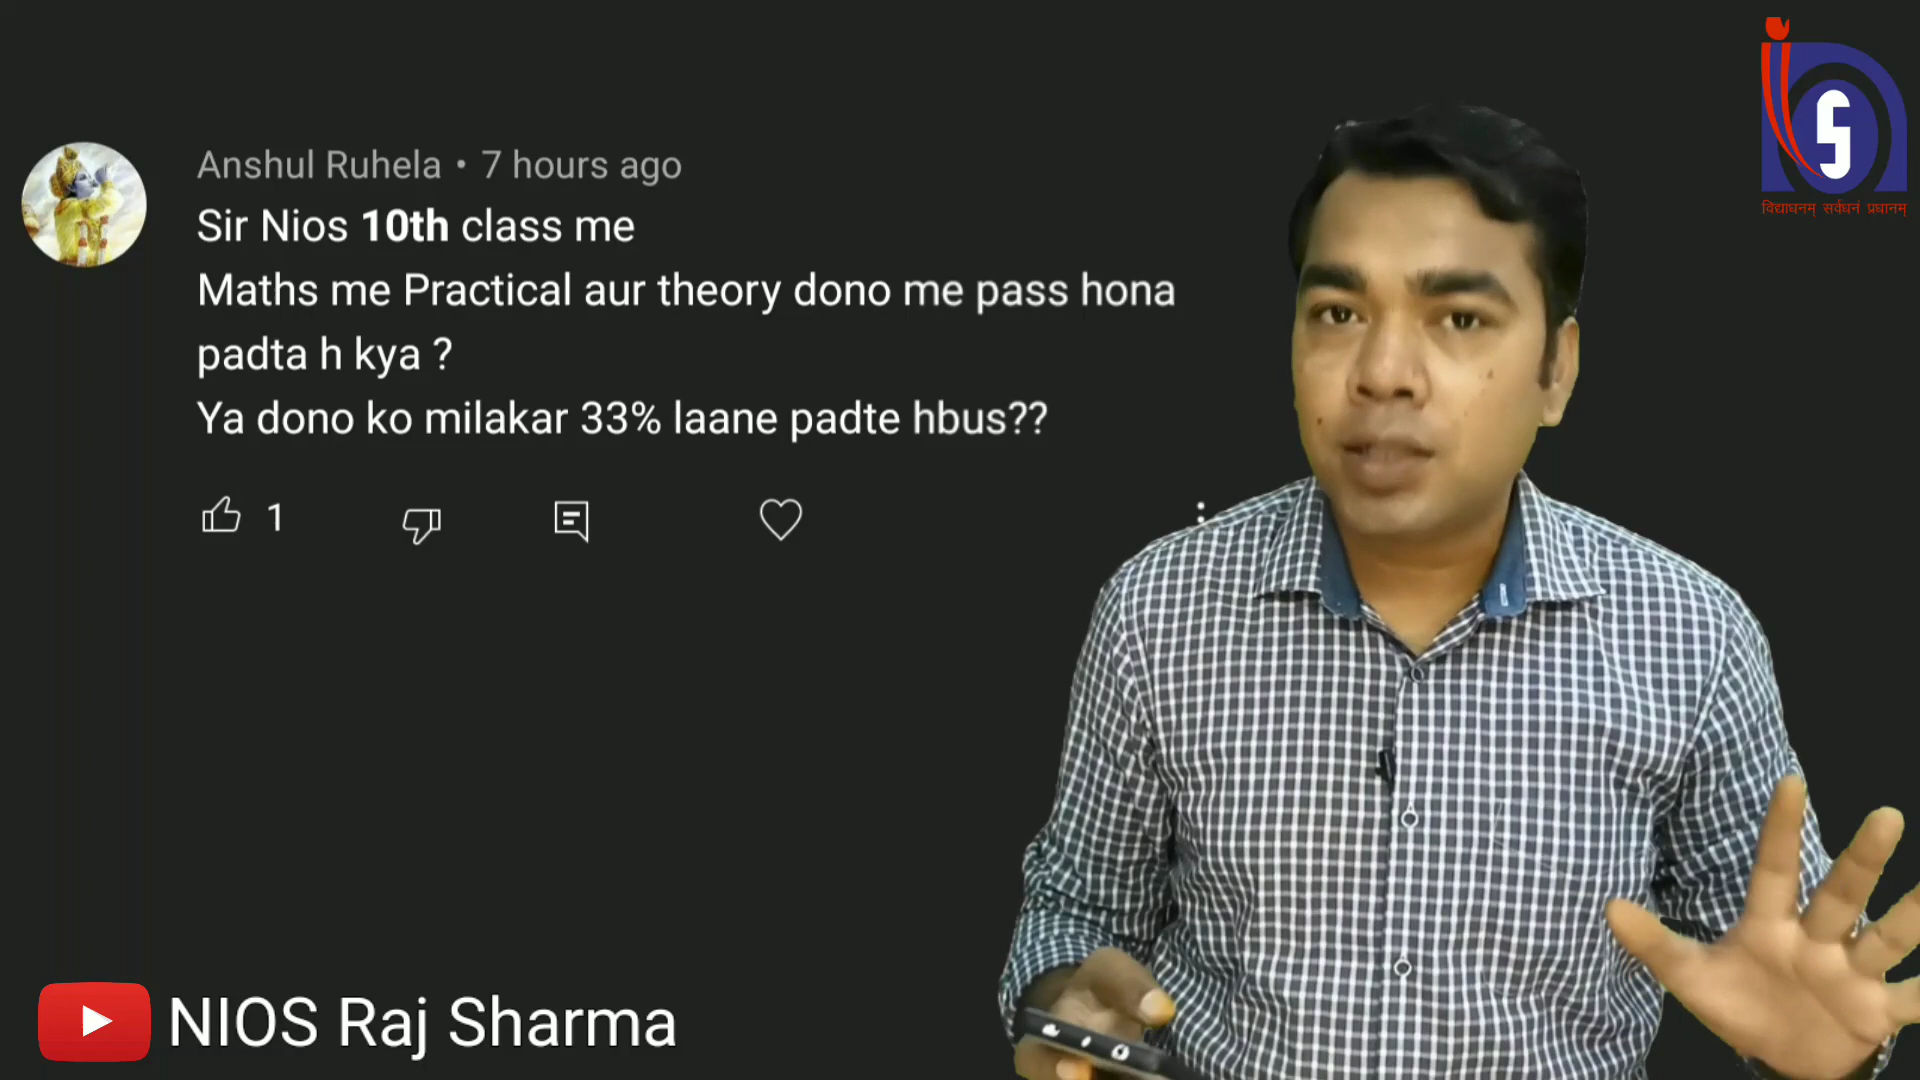 Anshul Ruhela • 7 hours ago
Sir Nios 10th class me
Maths me Practical aur theory dono me pass hona
padta h kya ?
Ya dono ko milakar 33% laane padte hbus??
1
विद्याधनम् सर्वधनं प्रधानम्
NIOS Raj Sharma